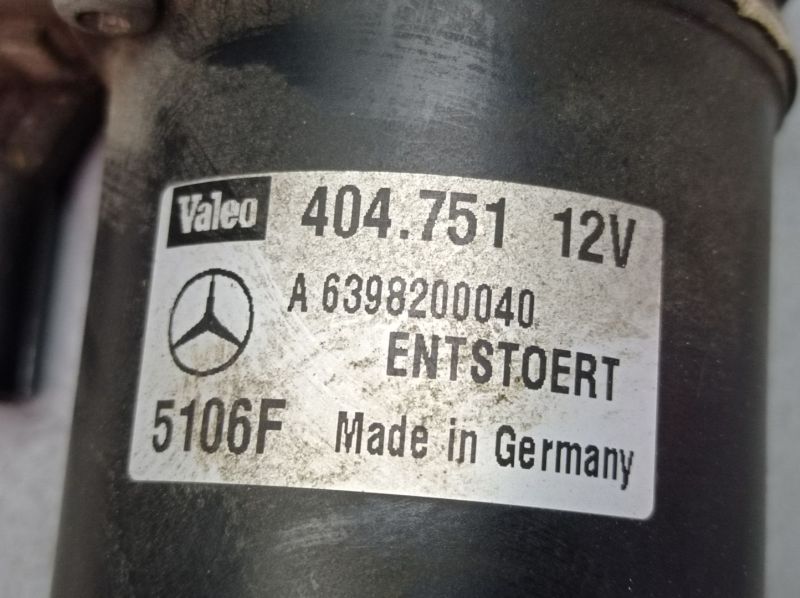 Valeo 404.751 12V
A 6398200040
ENTSTOERT
5106F Made in Germany